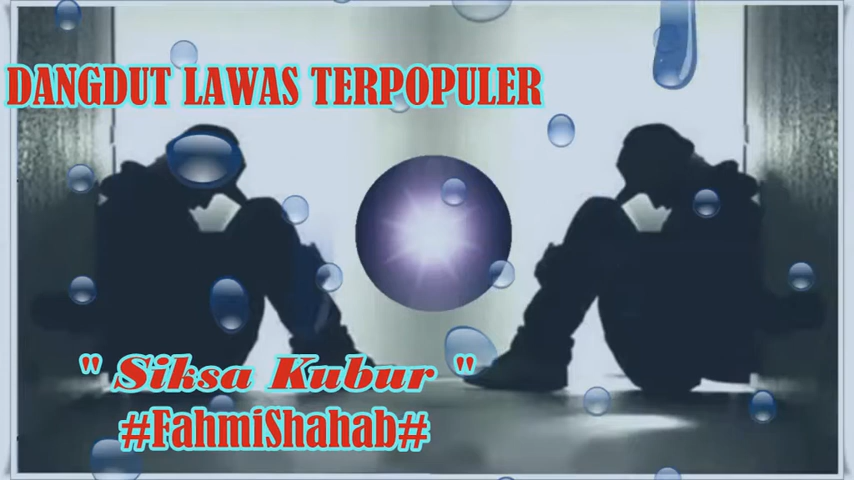 DANGDUT LAWAS TERPOPULER
" Siksa Kubur "
#FahmiShahab#